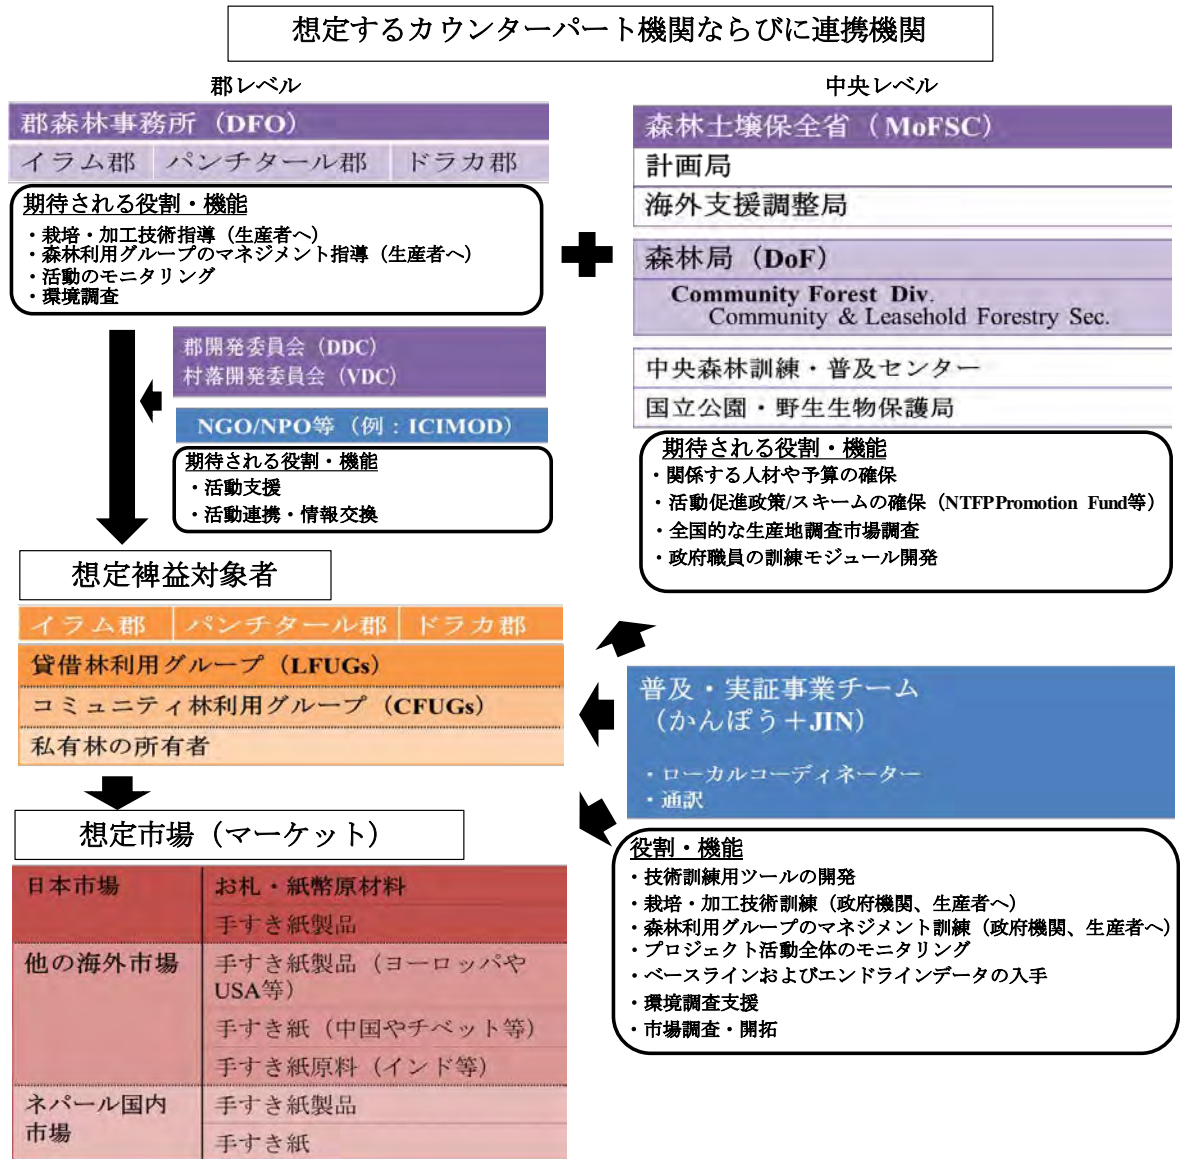 想定するカウンターパート機関ならびに連携機関
郡レベル
郡森林事務所（DFO）
イラム郡 パンチタール郡 ドラカ郡
期待される役割・機能
・栽培・加工技術指導（生産者へ）
・森林利用グループのマネジメント指導（生産者へ）
・活動のモニタリング
・環境調査
郡開発委員会（DDC）
村落開発委員会（VDC）
NGO/NPO等（例：ICIMOD）
期待される役割・機能
・活動支援
・活動連携・情報交換
中央レベル
森林土壌保全省（MoFSC）
計画局
海外支援調整局
森林局（DoF）
Community Forest Div.
Community & Leasehold Forestry Sec.
中央森林訓練・普及センター
国立公園・野生生物保護局
期待される役割・機能
・関係する人材や予算の確保
・活動促進政策/スキームの確保（NTFP Promotion Fund等）
・全国的な生産地調査市場調査
・政府職員の訓練モジュール開発
想定裨益対象者
イラム郡 パンチタール郡 ドラカ郡
貸借林利用グループ（LFUGs）
コミュニティ林利用グループ（CFUGs）
私有林の所有者
普及・実証事業チーム
（かんぽう＋JIN）
・ローカルコーディネーター
・通訳
役割・機能
・技術訓練用ツールの開発
・栽培・加工技術訓練（政府機関、生産者へ）
・森林利用グループのマネジメント訓練（政府機関、生産者へ）
・プロジェクト活動全体のモニタリング
・ベースラインおよびエンドラインデータの入手
・環境調査支援
・市場調査・開拓
想定市場（マーケット）
日本市場 お札・紙幣原材料
手すき紙製品
他の海外市場 手すき紙製品（ヨーロッパや
USA等）
手すき紙（中国やチベット等）
手すき紙原料（インド等）
ネパール国内 手すき紙製品
市場 手すき紙